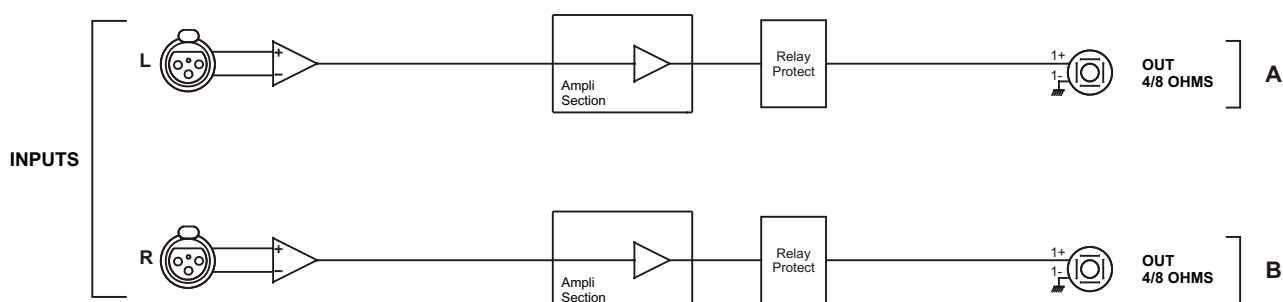 L
+
−
Ampli
Section
Relay
Protect
1+
1-
OUT
4/8 OHMS
A
INPUTS
R
+
−
Ampli
Section
Relay
Protect
1+
1-
OUT
4/8 OHMS
B